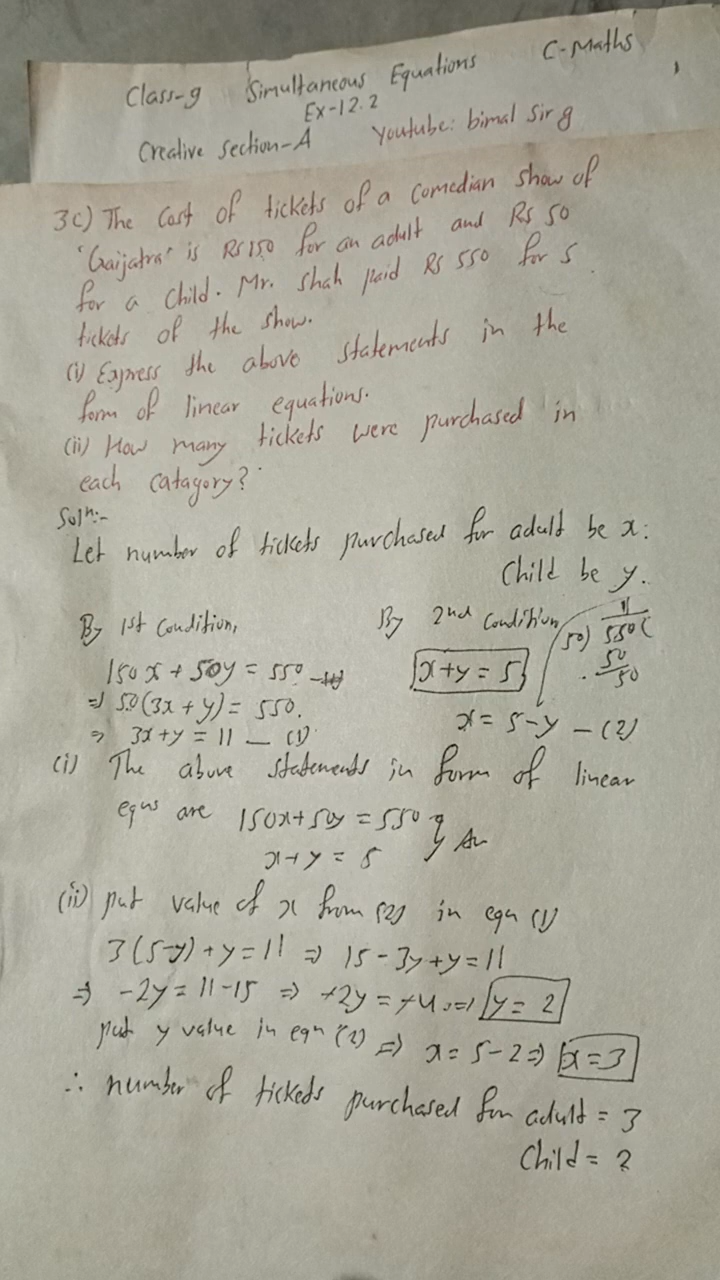 Class-9 Simultaneous Equations C-Maths
Ex-12.2
Creative Section-A Youtube: bimal Sir g
3c) The Cost of tickets of a Comedian show of
'Gaijatra' is RS 150 for an adult and RS 50
for a Child. Mr. Shah paid RS 550 for 5
tickets of the show.
(i) Express the above statements in the
form of linear equations.
(ii) How many tickets were purchased in
each Catagory?
Solⁿ:-
Let number of tickets purchased for adult be x:
Child be y.
By 1st Condition, By 2nd Condition,
50) 550 (11
50
50
150x + 50y = 550 x+y = 5
=> 50(3x + y) = 550.
=> 3x+y = 11 — (1) x = 5-y - (2)
(i) The above statements in form of linear
eqns are 150x+50y = 550
x+y = 5 } An
(ii) put value of x from (2) in eqn (1)
3(5-y)+y=11 => 15-3y+y=11
=> -2y = 11-15 => -2y = -4 => y = 2
put y value in eqn (2) => x = 5-2 => x=3
∴ number of tickets purchased for adult = 3
Child = 2